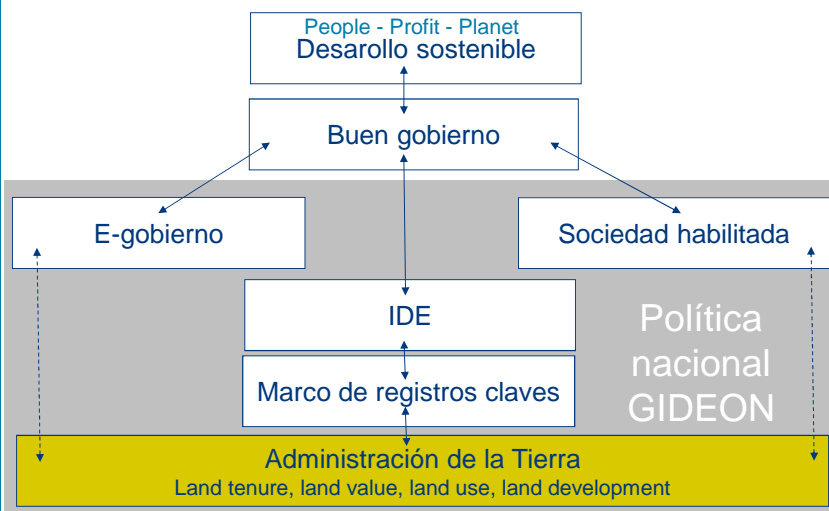 People - Profit - Planet
Desarollo sostenible
Buen gobierno
E-gobierno
Sociedad habilitada
IDE
Política
nacional
GIDEON
Marco de registros claves
Administración de la Tierra
Land tenure, land value, land use, land development